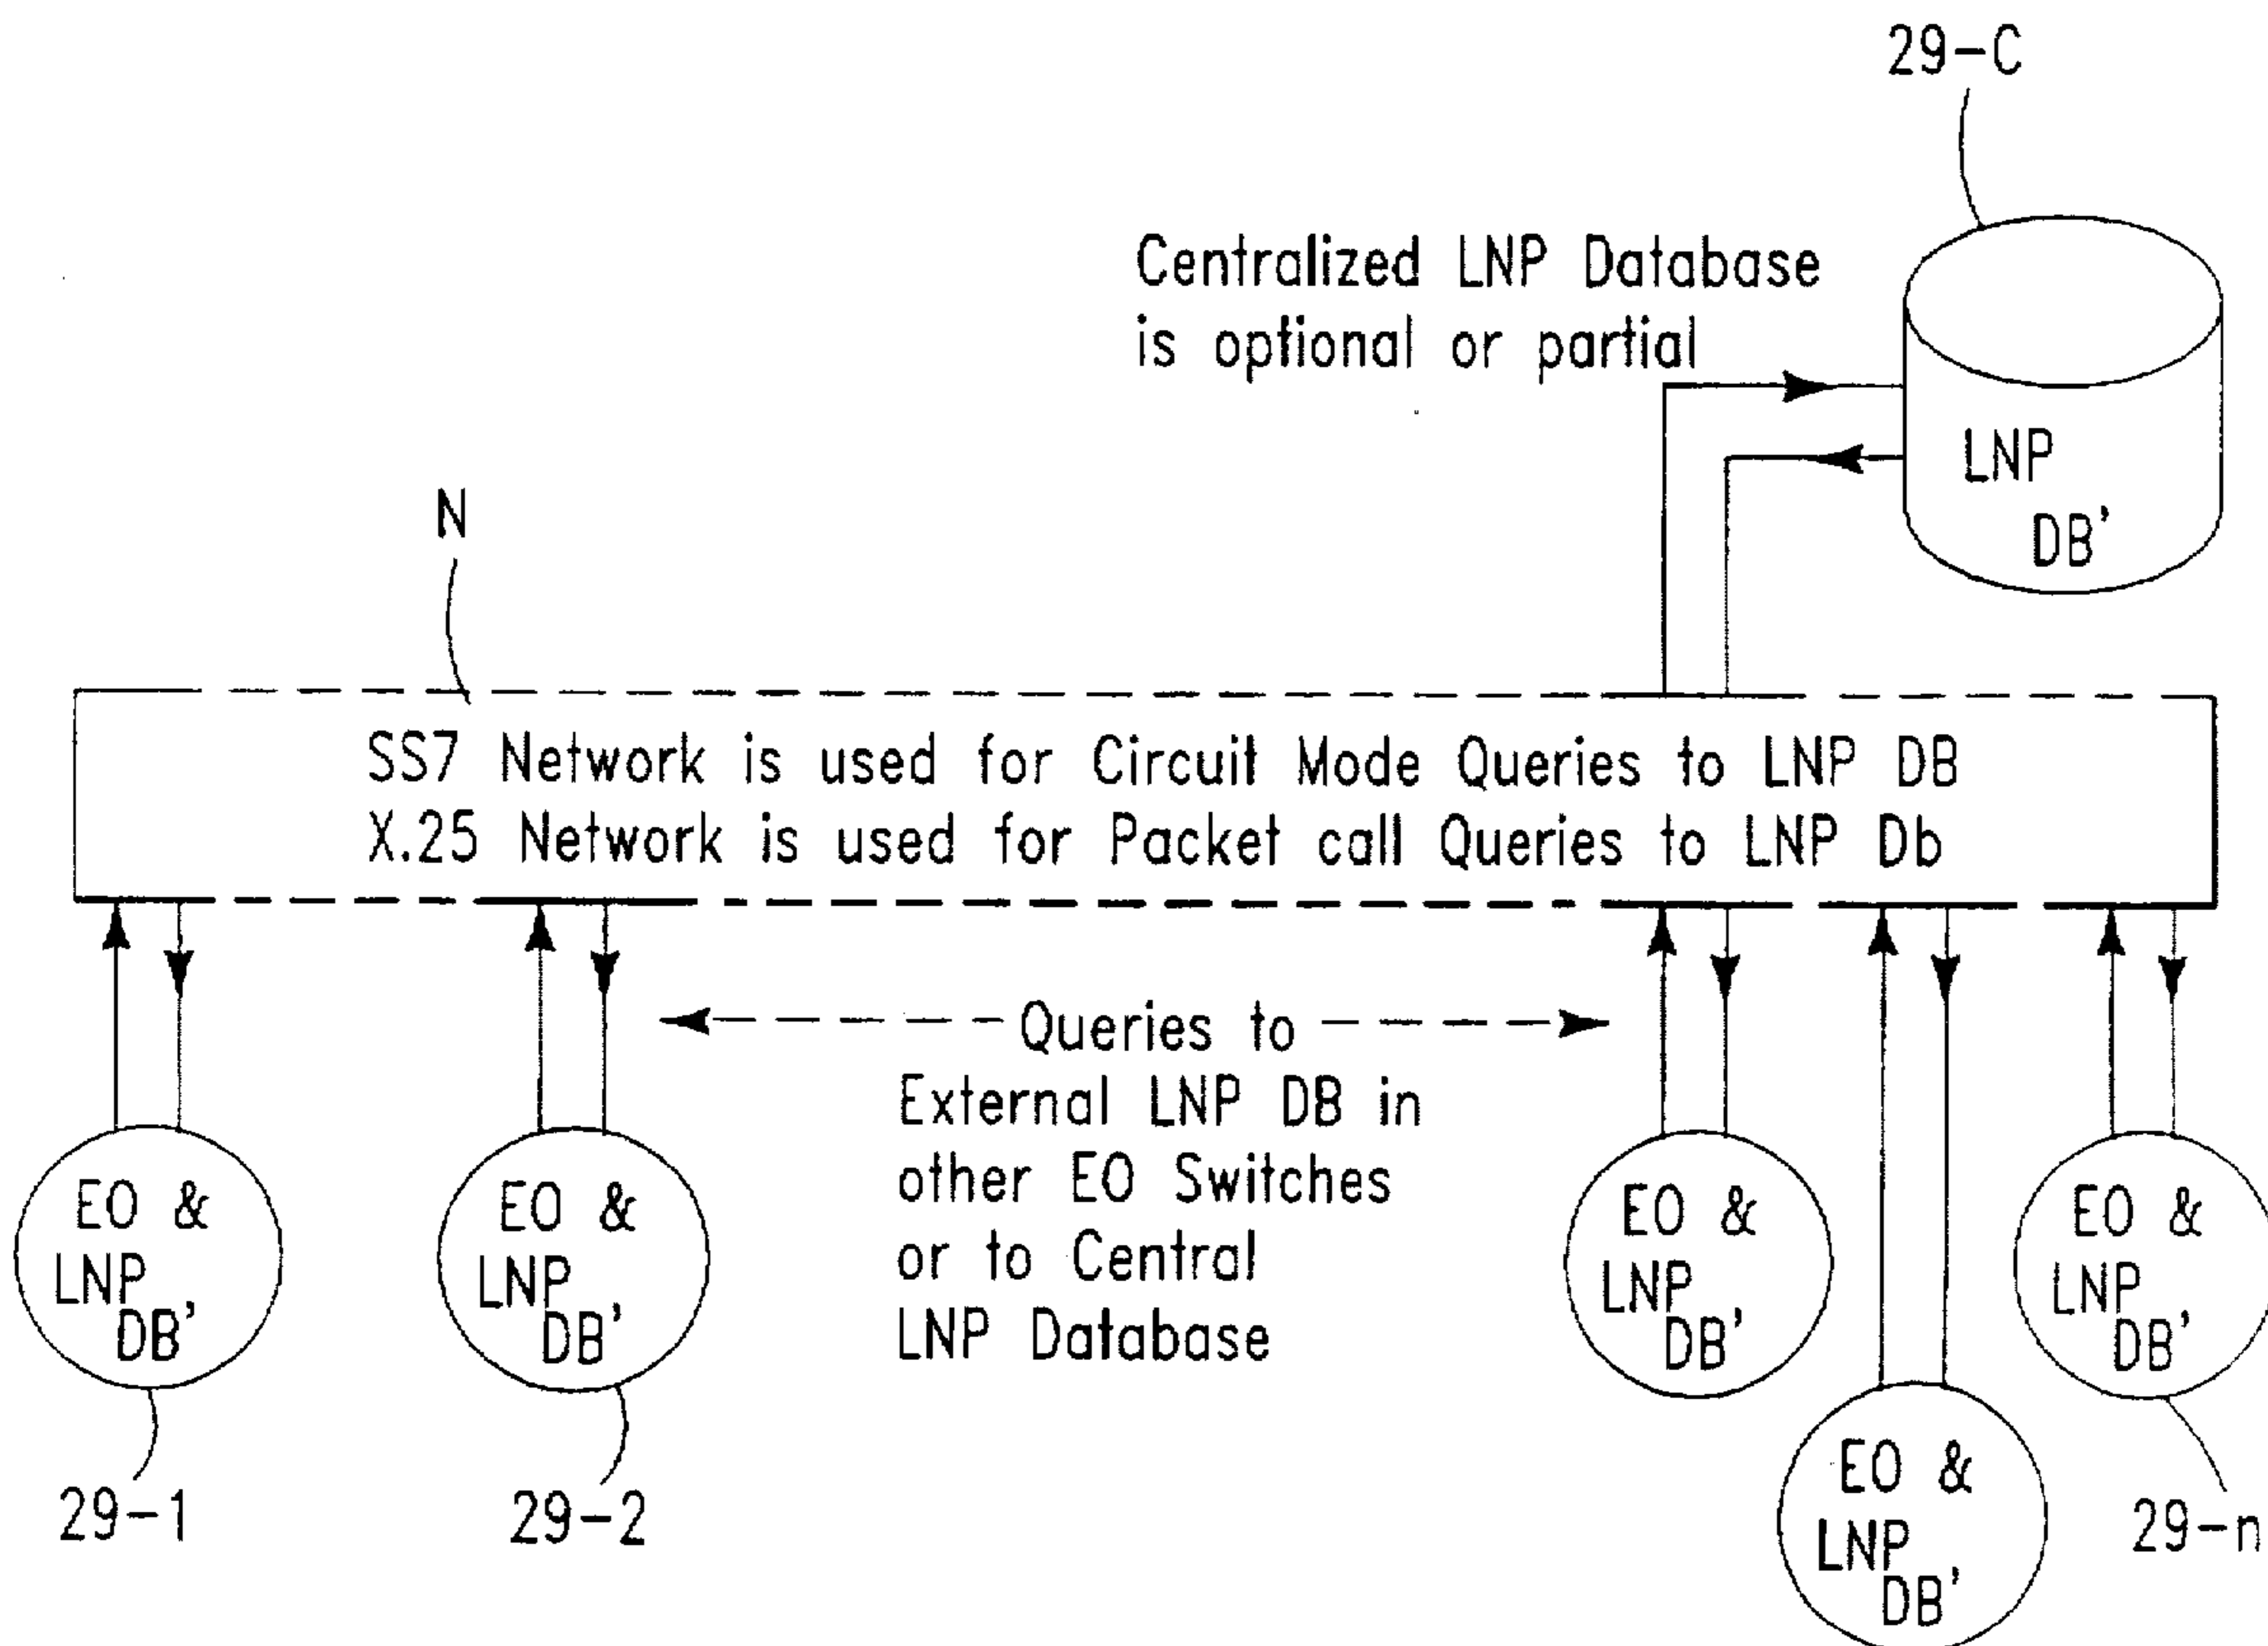 29-C
Centralized LNP Database
is optional or partial
LNP
DB'
N
SS7 Network is used for Circuit Mode Queries to LNP DB
X.25 Network is used for Packet call Queries to LNP Db
Queries to
External LNP DB in
other EO Switches
or to Central
LNP Database
EO &
LNP
DB'
EO &
LNP
DB'
EO &
LNP
DB'
EO &
LNP
DB'
EO &
LNP
DB'
29-1
29-2
29-n